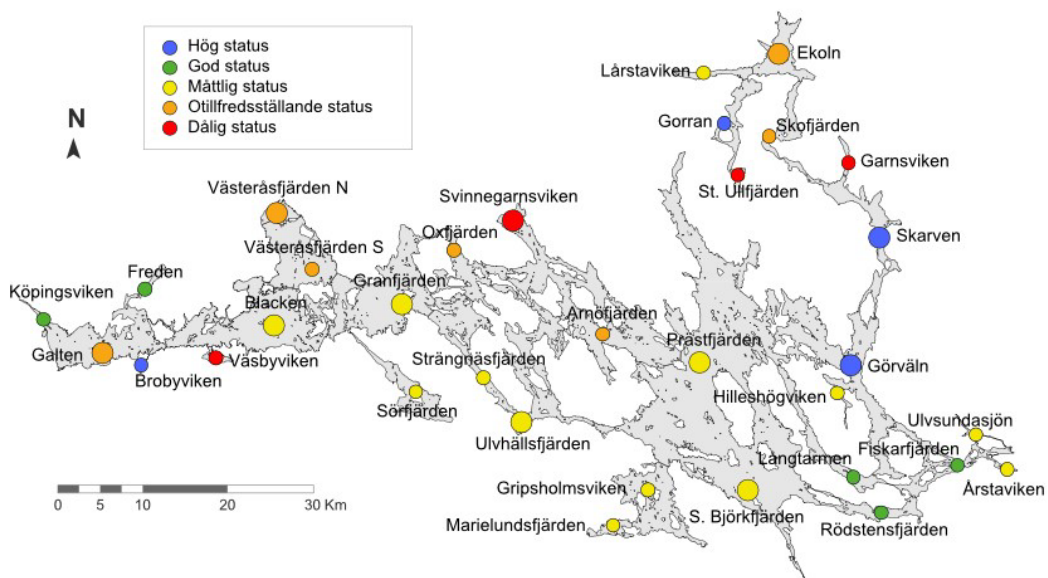 Hög status
God status
Måttlig status
Otillfredsställande status
Dålig status
N
Ekoln
Lårstaviken
Gorran
Skofjärden
Garnsviken
St. Ullfjärden
Västeråsfjärden N
Svinnegarnsviken
Oxfjärden
Skarven
Västeråsfjärden S
Freden
Granfjärden
Köpingsviken
Blacken
Arnöfjärden
Prästfjärden
Galten
Väsbyviken
Strängnäsfjärden
Görväln
Brobyviken
Hilleshögviken
Sörfjärden
Ulvsundasjön
Ulvhällsfjärden
Långtarmen
Fiskarfjärden
Årstaviken
Gripsholmsviken
S. Björkfjärden
Marielundsfjärden
Rödstensfjärden
0 5 10 20 30 Km